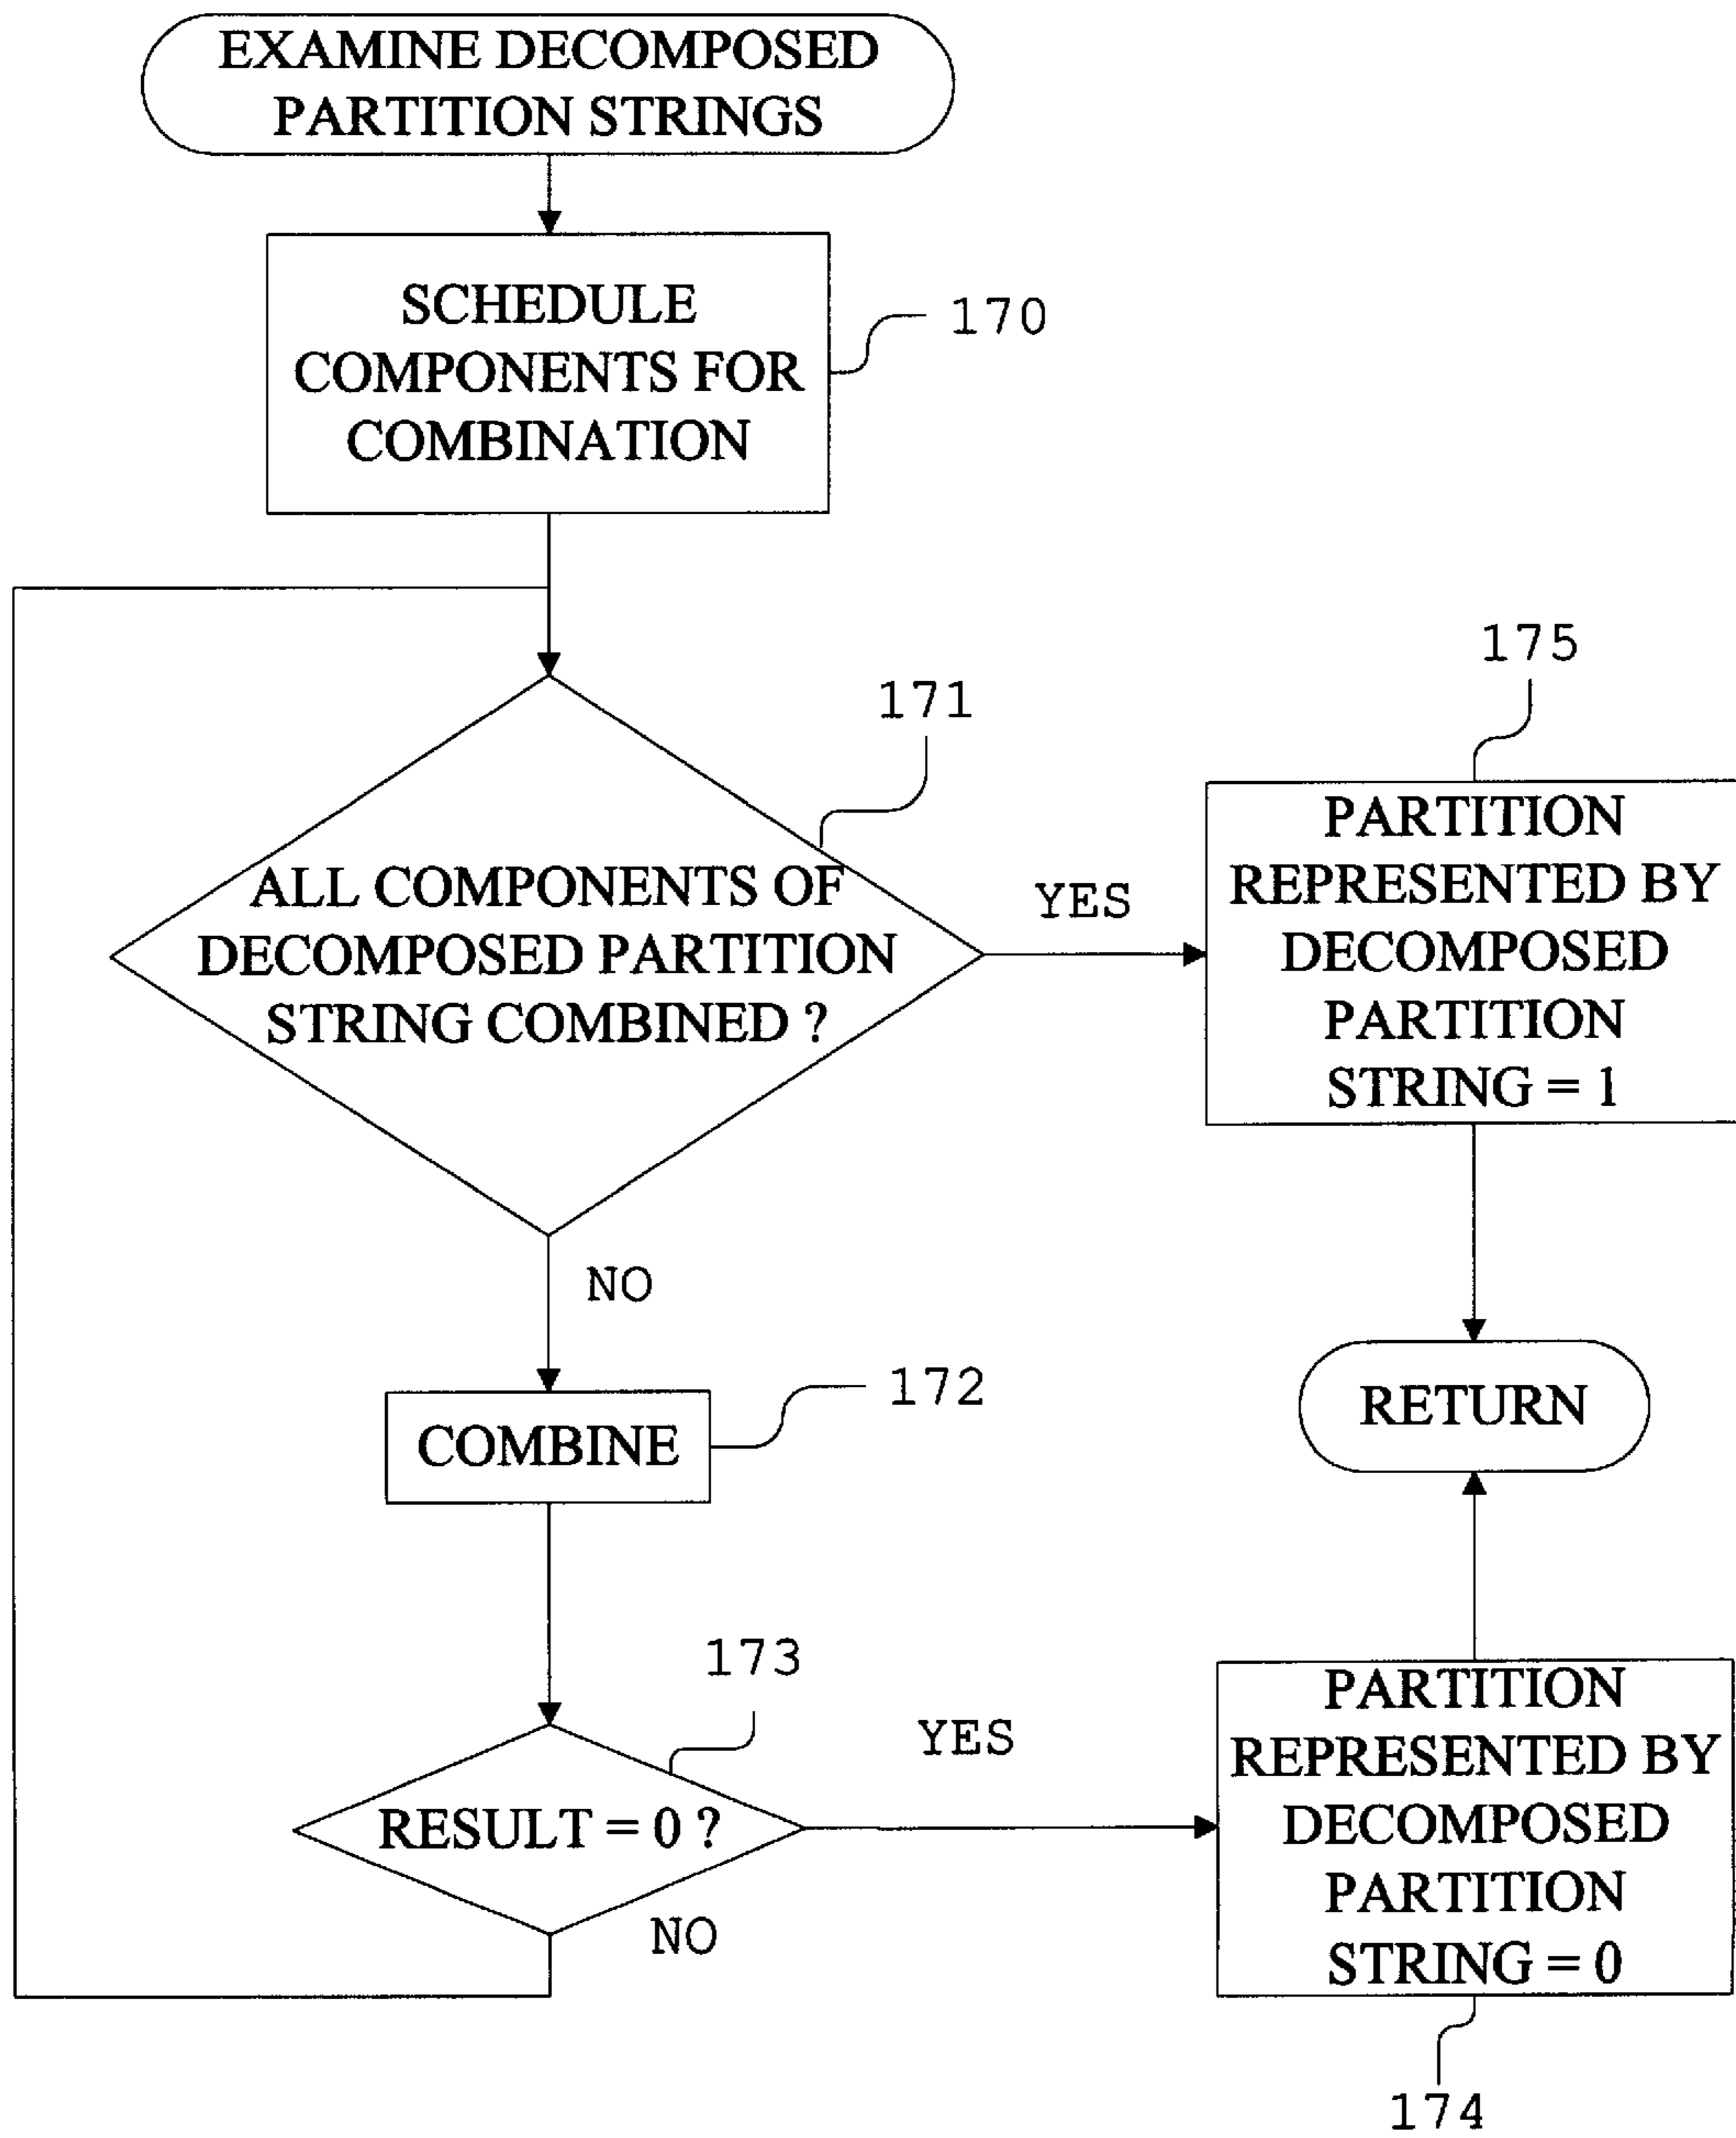 EXAMINE DECOMPOSED
PARTITION STRINGS
SCHEDULE
COMPONENTS FOR
COMBINATION
170
171
ALL COMPONENTS OF
DECOMPOSED PARTITION
STRING COMBINED ?
YES
175
PARTITION
REPRESENTED BY
DECOMPOSED
PARTITION
STRING = 1
NO
COMBINE
172
RETURN
173
RESULT = 0 ?
YES
NO
PARTITION
REPRESENTED BY
DECOMPOSED
PARTITION
STRING = 0
174